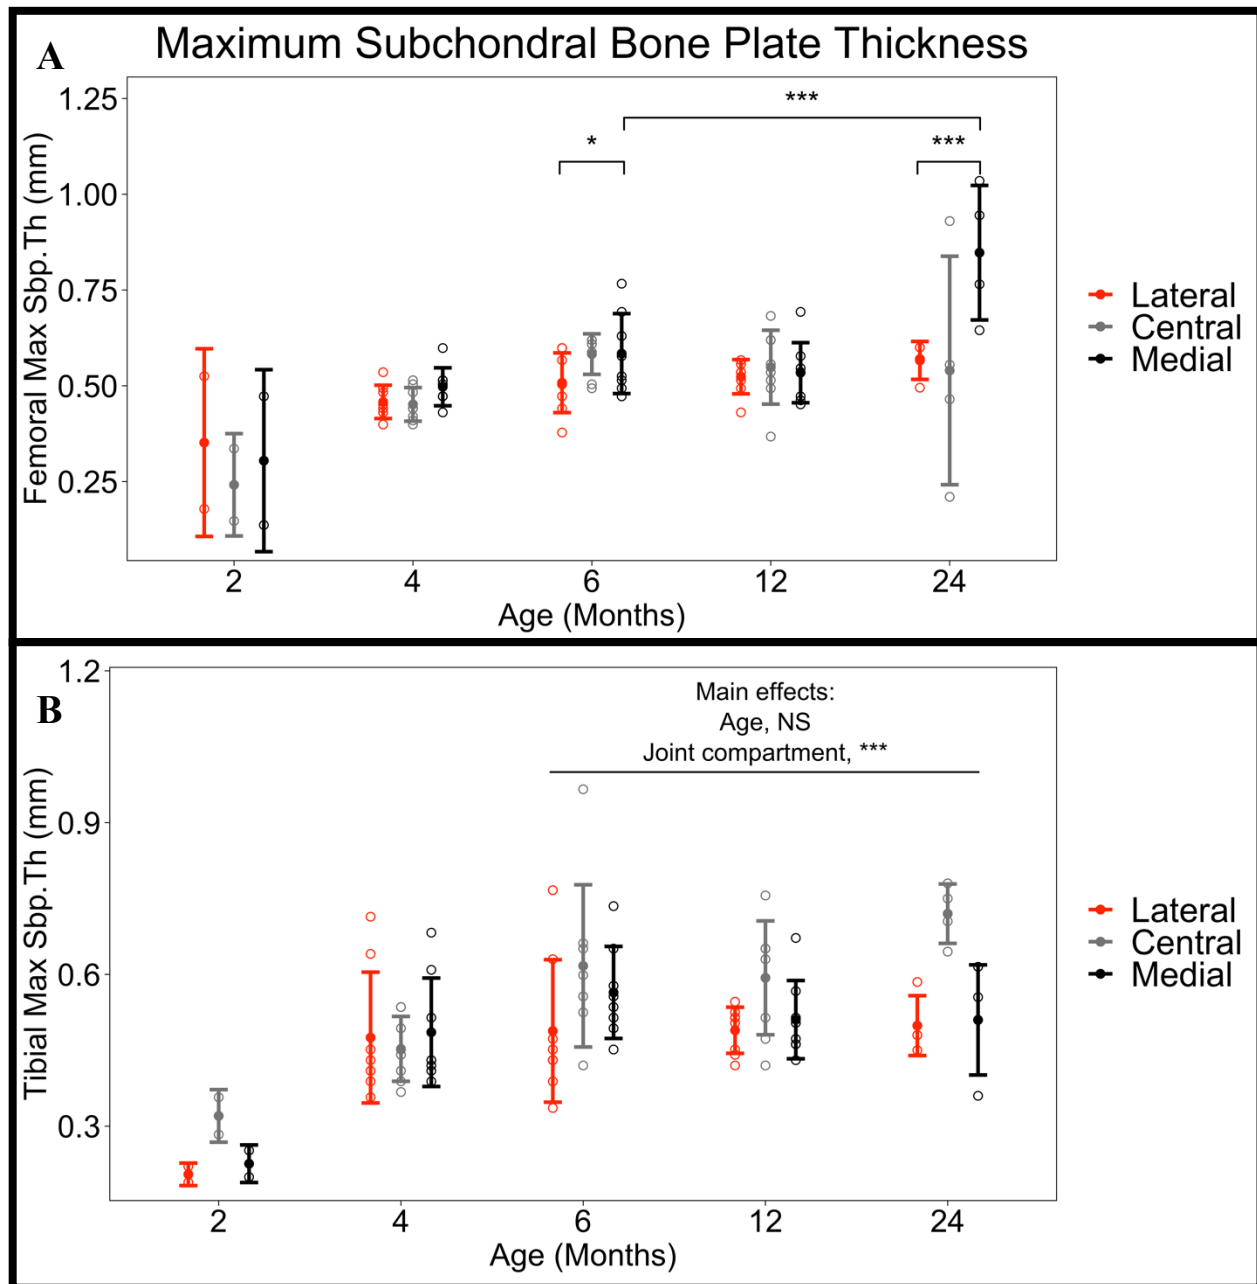 A
Maximum Subchondral Bone Plate Thickness
Femoral Max Sbp.Th (mm)
1.25
1.00
0.75
0.50
0.25
***
*
***
2 4 6 12 24
Age (Months)
Lateral
Central
Medial
B
Tibial Max Sbp.Th (mm)
1.2
0.9
0.6
0.3
Main effects:
Age, NS
Joint compartment, ***
2 4 6 12 24
Age (Months)
Lateral
Central
Medial